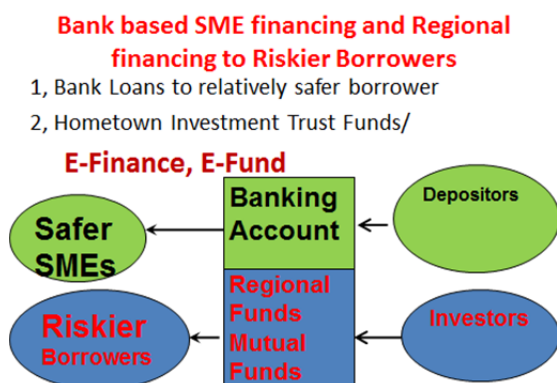 Bank based SME financing and Regional
financing to Riskier Borrowers
1, Bank Loans to relatively safer borrower
2, Hometown Investment Trust Funds/
E-Finance, E-Fund
Safer
SMEs
Banking
Account
Depositors
Riskier
Borrowers
Regional
Funds
Mutual
Funds
Investors